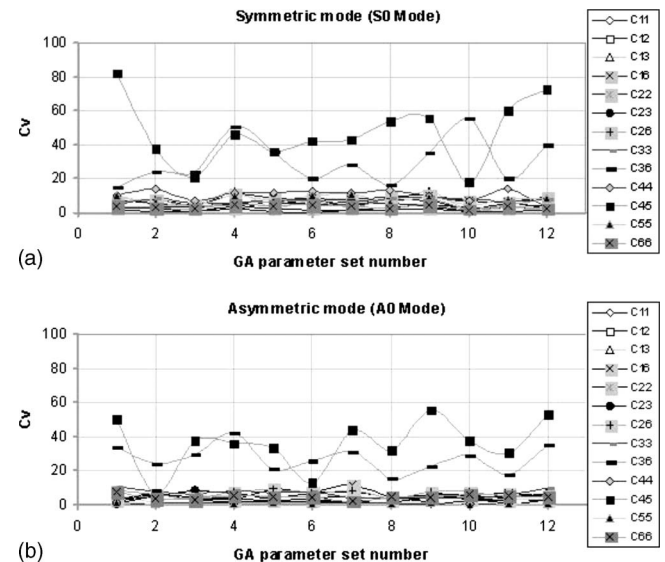 (a)
Symmetric mode (S0 Mode)
100
80
60
40
20
0
Cv
0 2 4 6 8 10 12
GA parameter set number
C11
C12
C13
C16
C22
C23
C26
C33
C36
C44
C45
C55
C66
(b)
Asymmetric mode (A0 Mode)
100
80
60
40
20
0
Cv
0 2 4 6 8 10 12
GA parameter set number
C11
C12
C13
C16
C22
C23
C26
C33
C36
C44
C45
C55
C66